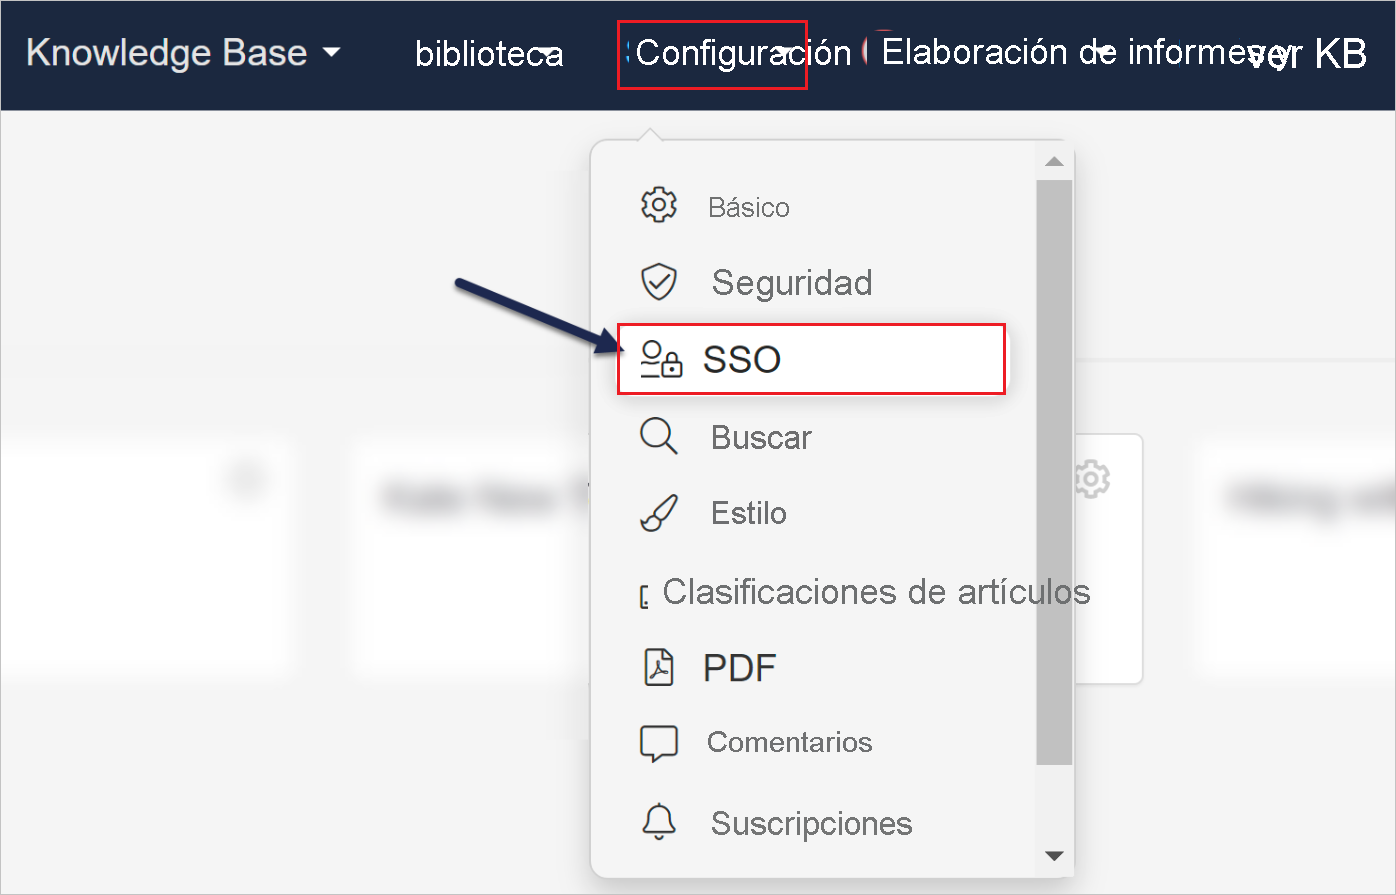 Knowledge Base biblioteca Configuración Elaboración de informes y ver KB
Básico
Seguridad
SSO
Buscar
Estilo
Clasificaciones de artículos
PDF
Comentarios
Suscripciones